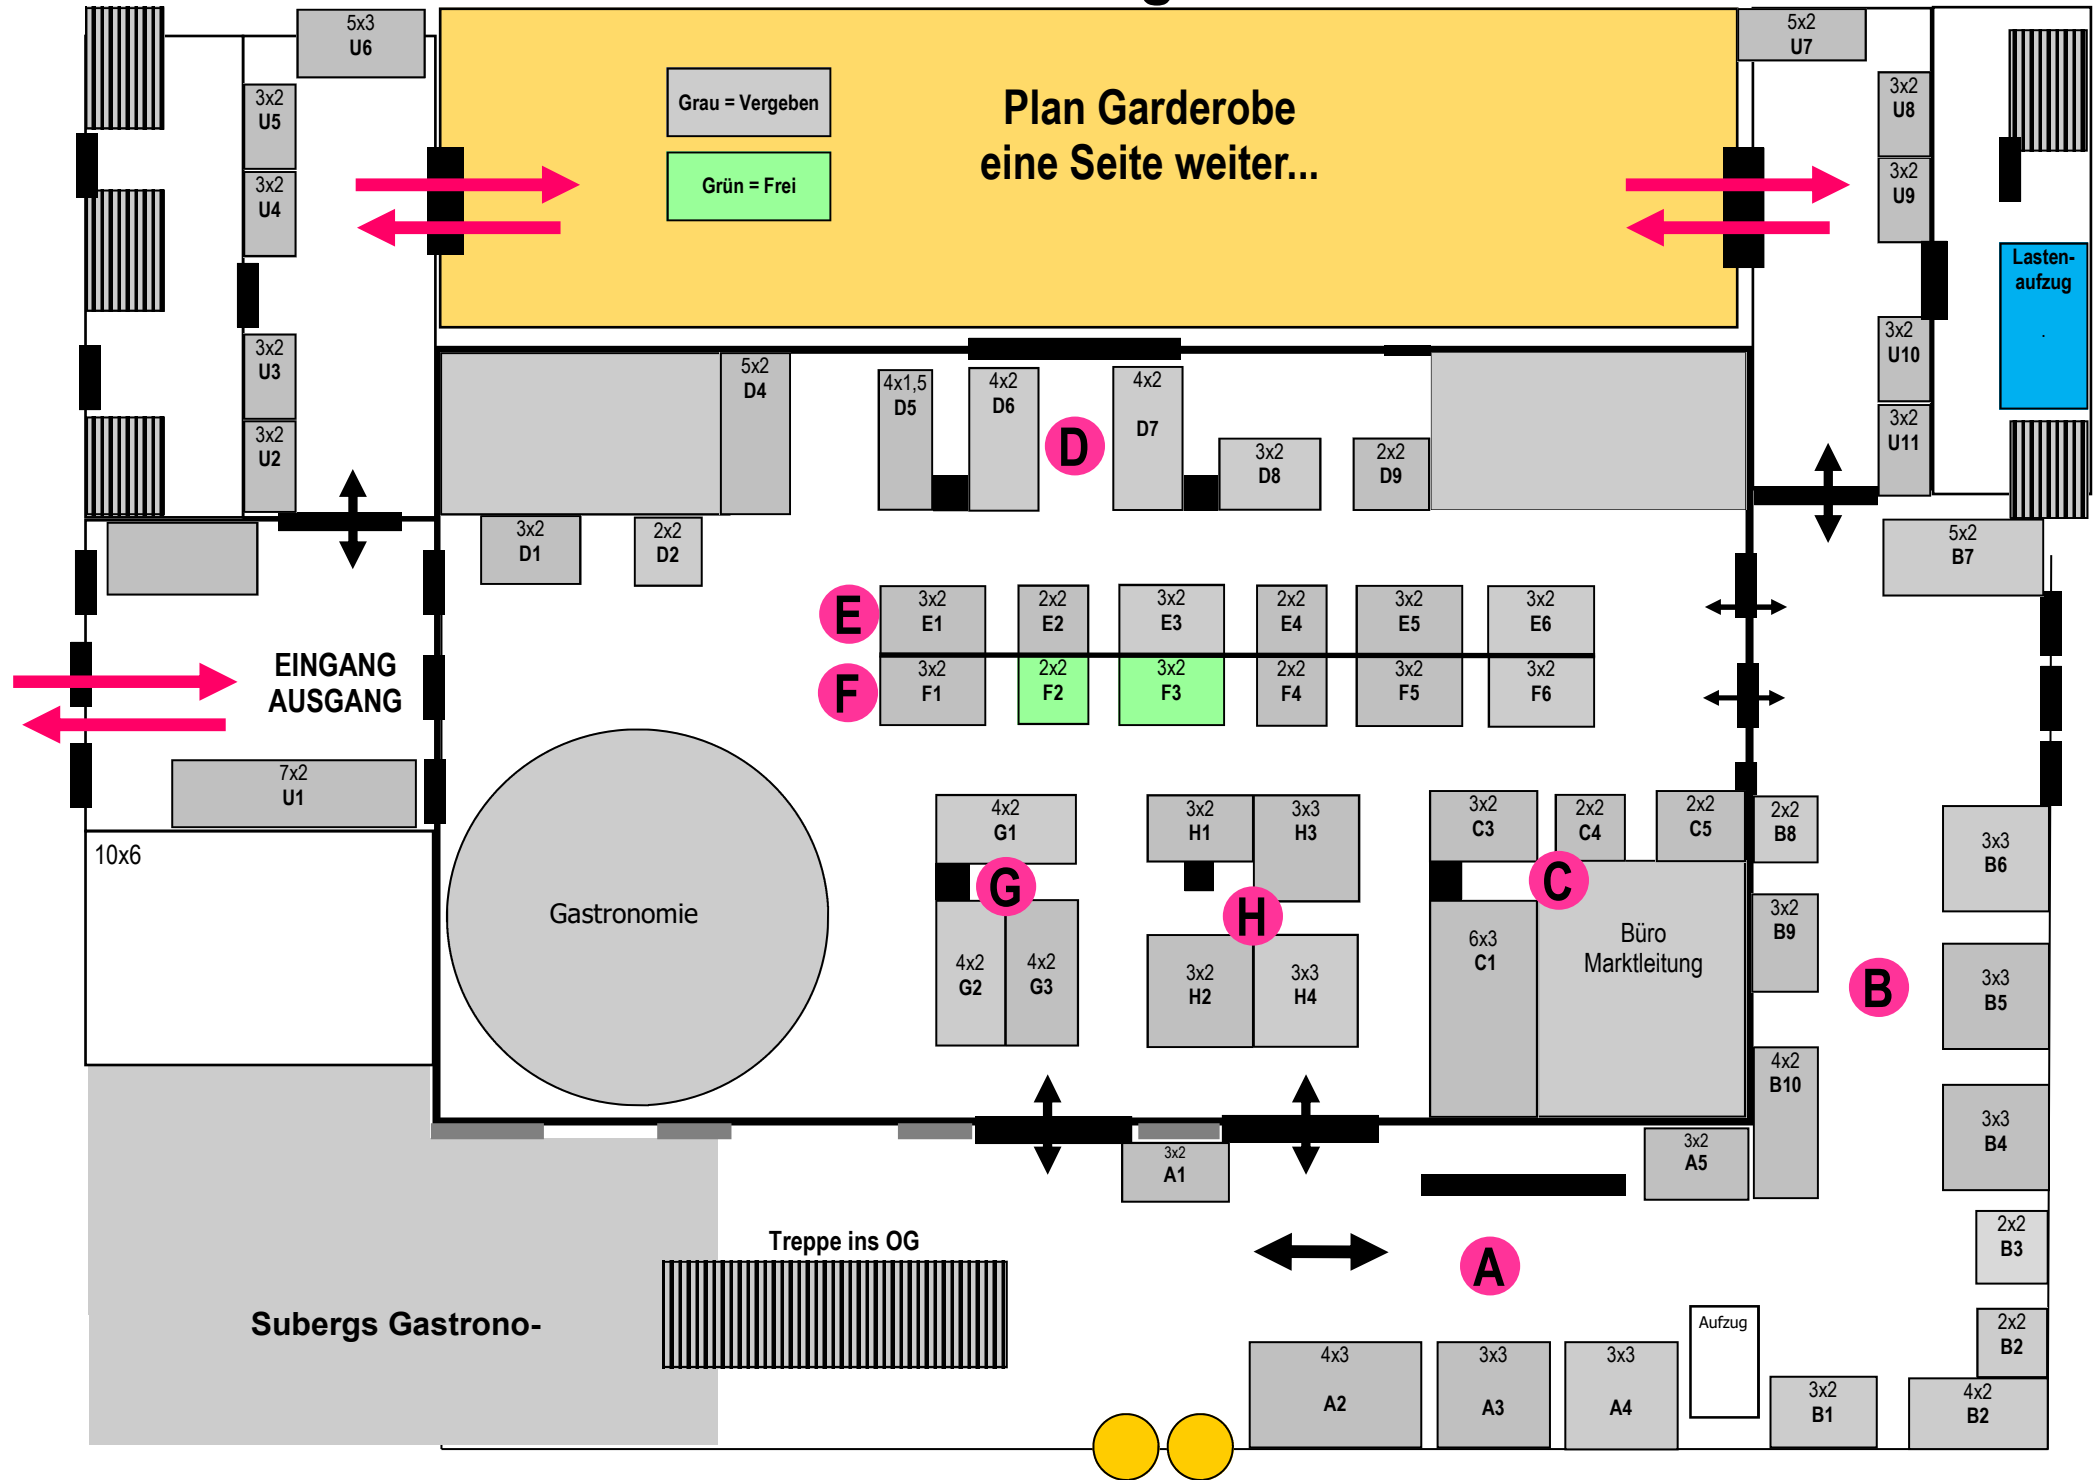 g
5x3
U6
5x2
U7
Grau = Vergeben
Grün = Frei
Plan Garderobe
eine Seite weiter...
3x2
U5
3x2
U4
3x2
U3
3x2
U2
3x2
U8
3x2
U9
3x2
U10
3x2
U11
Lasten-
aufzug
.
5x2
D4
4x1,5
D5
4x2
D6
D
4x2
D7
3x2
D8
2x2
D9
3x2
D1
2x2
D2
5x2
B7
E
3x2
E1
2x2
E2
3x2
E3
2x2
E4
3x2
E5
3x2
E6
F
3x2
F1
2x2
F2
3x2
F3
2x2
F4
3x2
F5
3x2
F6
EINGANG
AUSGANG
7x2
U1
10x6
Gastronomie
4x2
G1
G
4x2
G2
4x2
G3
3x2
H1
3x3
H3
H
3x2
H2
3x3
H4
3x2
C3
2x2
C4
2x2
C5
C
6x3
C1
Büro
Marktleitung
2x2
B8
3x2
B9
4x2
B10
B
3x3
B6
3x3
B5
3x3
B4
2x2
B3
2x2
B2
4x2
B2
3x2
B1
3x2
A1
3x2
A5
A
Treppe ins OG
Subergs Gastrono-
4x3
A2
3x3
A3
3x3
A4
Aufzug